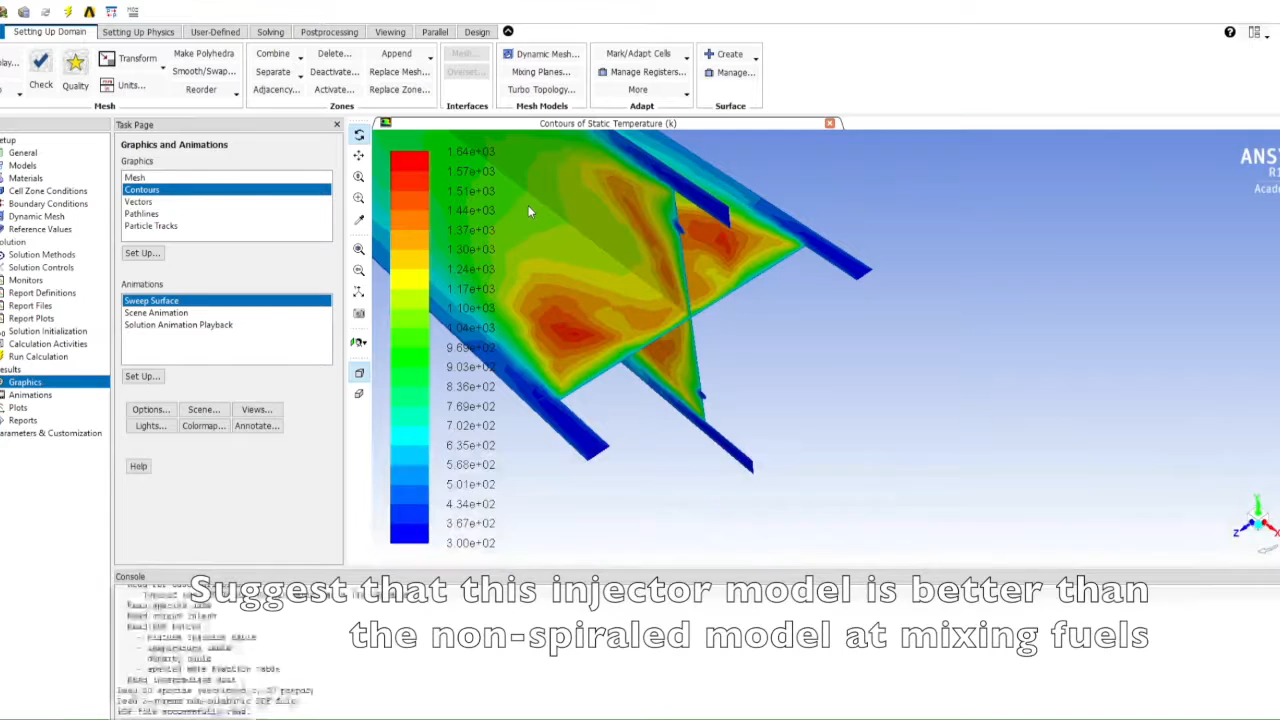 Setting Up Domain
Setting Up Physics
User-Defined
Solving
Postprocessing
Viewing
Parallel
Design
Check
Quality
Transform
Units...
Make Polyhedra
Smooth/Swap...
Reorder
Mesh
Combine
Separate
Adjacency...
Delete...
Deactivate...
Activate...
Append
Replace Mesh...
Replace Zone...
Zones
Mesh...
Overset...
Interfaces
Dynamic Mesh...
Mixing Planes...
Turbo Topology...
Mesh Models
Mark/Adapt Cells
Manage Registers...
More
Adapt
Create
Manage...
Surface
etup
General
Models
Materials
Cell Zone Conditions
Boundary Conditions
Dynamic Mesh
Reference Values
olution
Solution Methods
Solution Controls
Monitors
Report Definitions
Report Files
Report Plots
Solution Initialization
Calculation Activities
Run Calculation
esults
Graphics
Animations
Plots
Reports
arameters & Customization
Task Page
Graphics and Animations
Graphics
Mesh
Contours
Vectors
Pathlines
Particle Tracks
Set Up...
Animations
Sweep Surface
Scene Animation
Solution Animation Playback
Set Up...
Options...
Scene...
Views...
Lights...
Colormap...
Annotate...
Help
Contours of Static Temperature (k)
1.64e+03
1.57e+03
1.51e+03
1.44e+03
1.37e+03
1.30e+03
1.24e+03
1.17e+03
1.10e+03
1.04e+03
9.69e+02
9.03e+02
8.36e+02
7.69e+02
7.02e+02
6.35e+02
5.68e+02
5.01e+02
4.34e+02
3.67e+02
3.00e+02
ANS
Acade
Y
Z
X
Console
Suggest that this injector model is better than
the non-spiraled model at mixing fuels